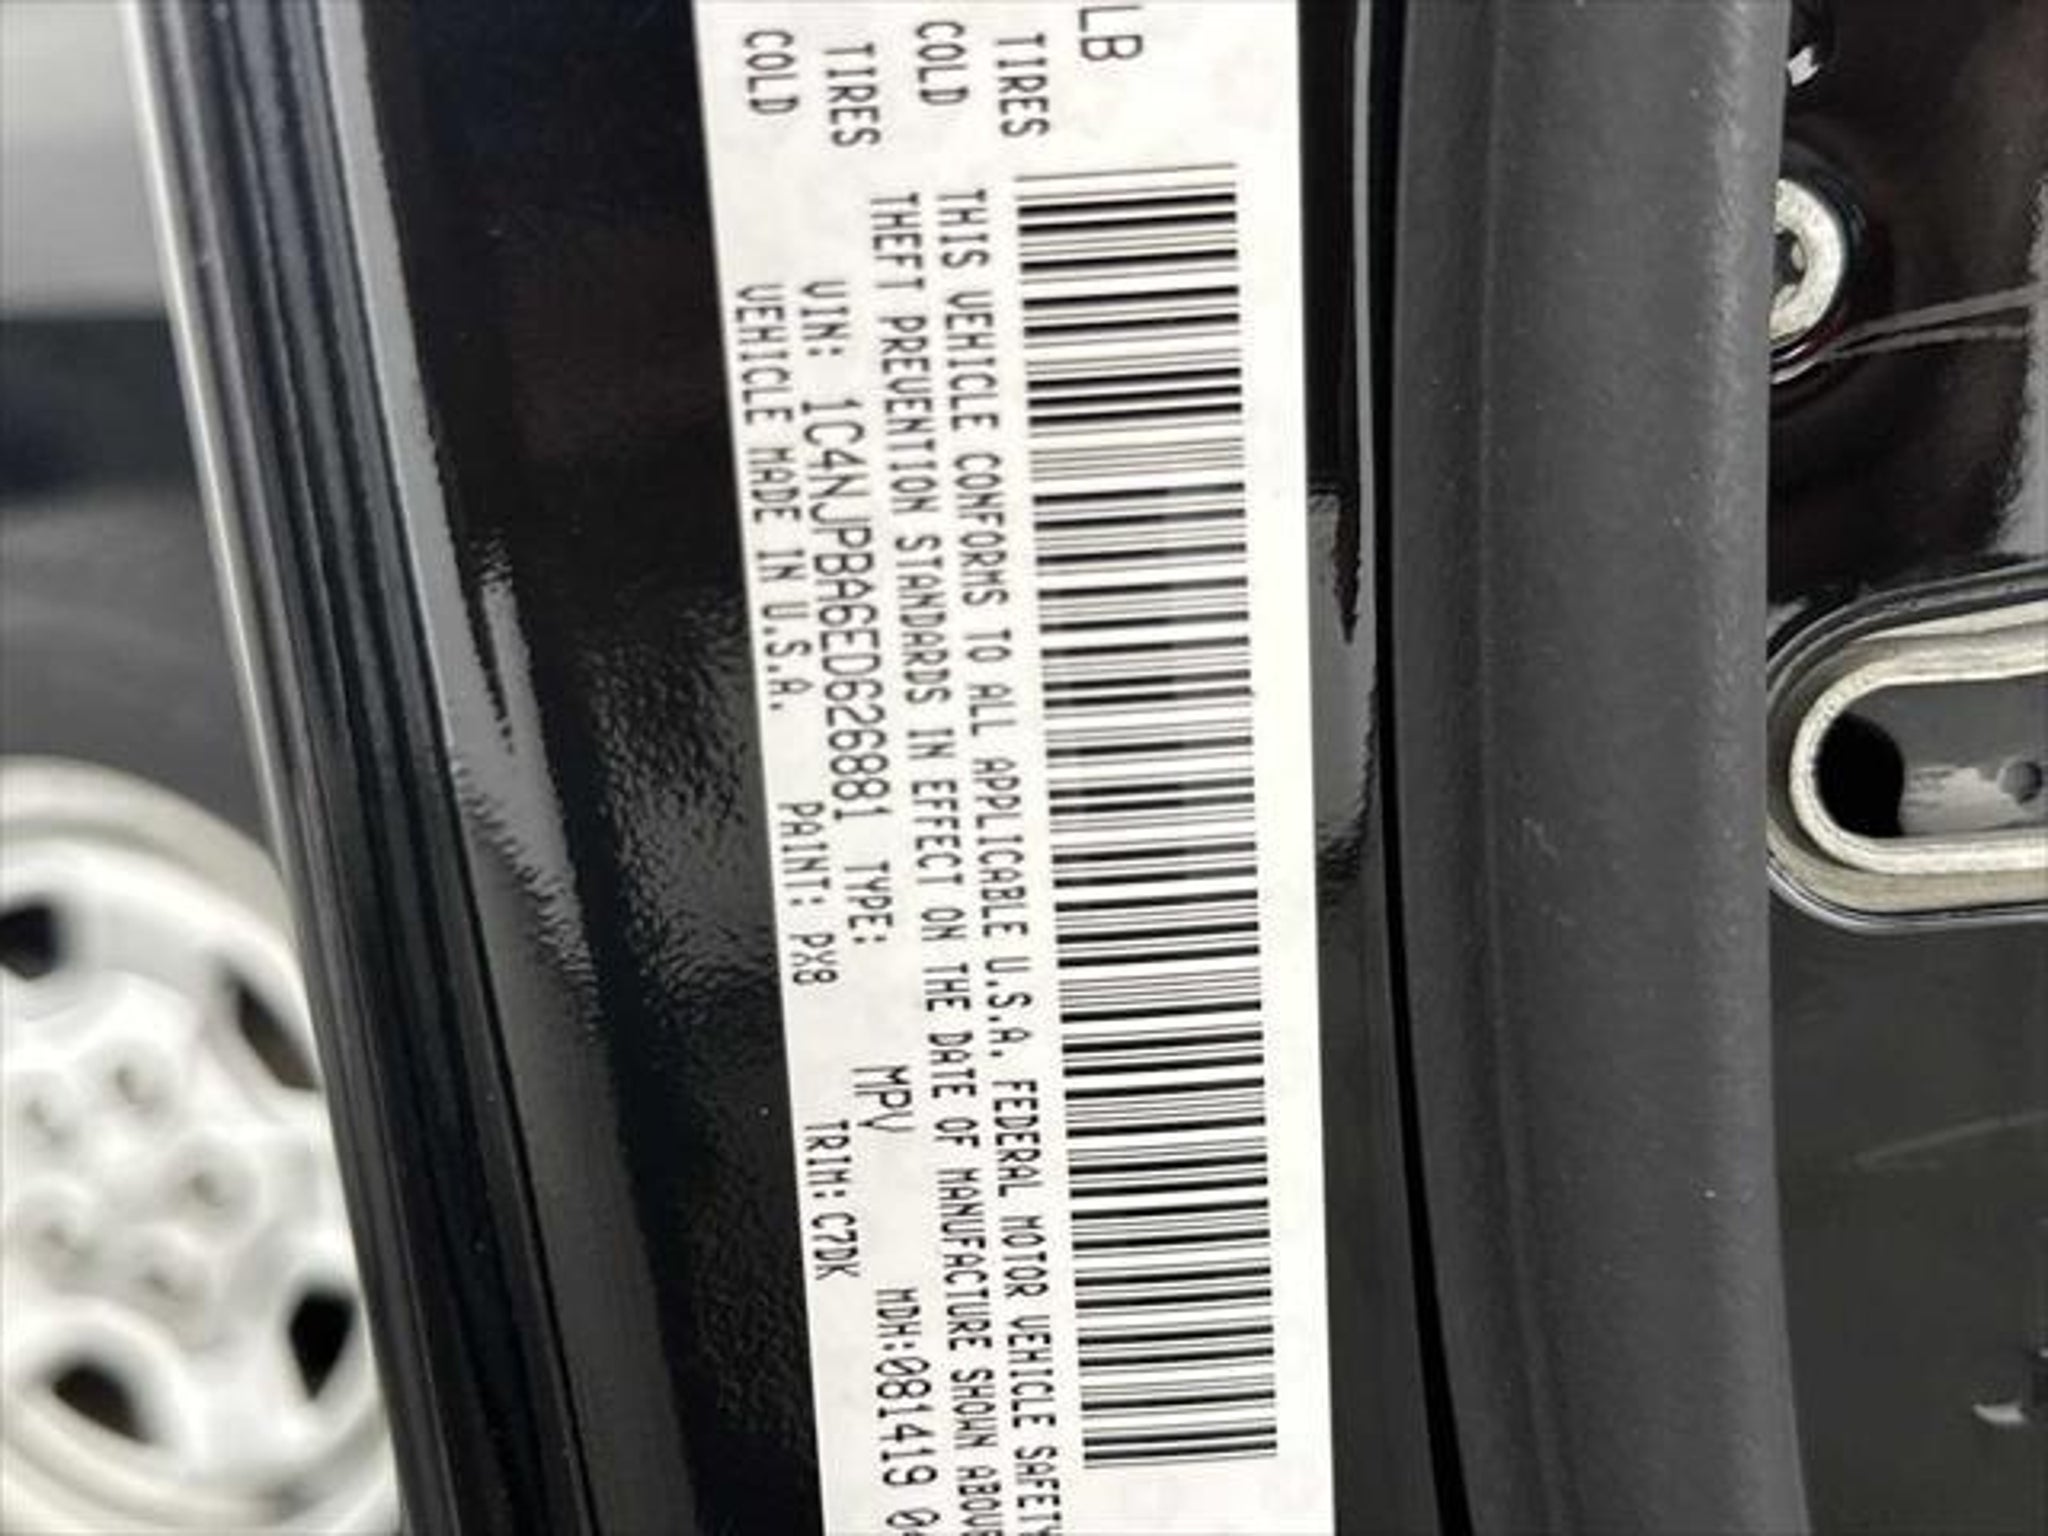 LB
TIRES
COLD
TIRES
COLD
THIS VEHICLE CONFORMS TO ALL APPLICABLE U.S.A. FEDERAL MOTOR VEHICLE SAFETY
THEFT PREVENTION STANDARDS IN EFFECT ON THE DATE OF MANUFACTURE SHOWN ABOVE
VIN: 1C4NJPBA6ED626881 TYPE: MPV MDH:081419 0
VEHICLE MADE IN U.S.A. PAINT: PX8 TRIM:C7DK